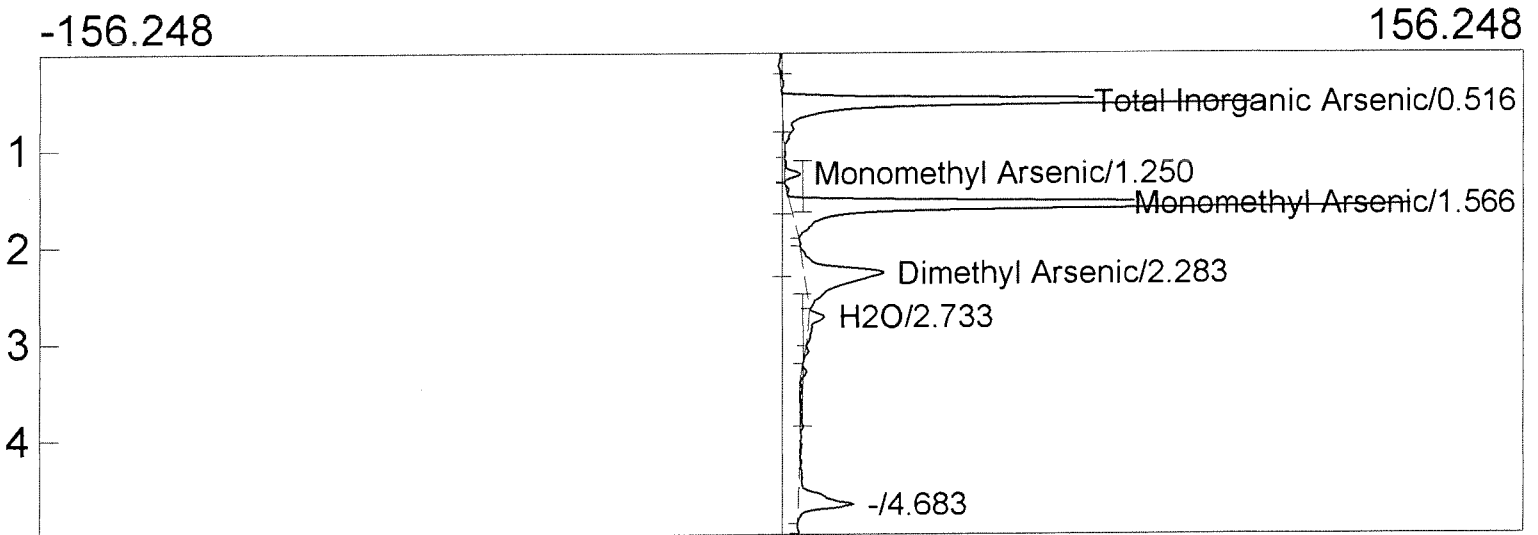 -156.248 156.248
Total Inorganic Arsenic/0.516
1
Monomethyl Arsenic/1.250
Monomethyl Arsenic/1.566
2
Dimethyl Arsenic/2.283
H2O/2.733
3
4
-/4.683